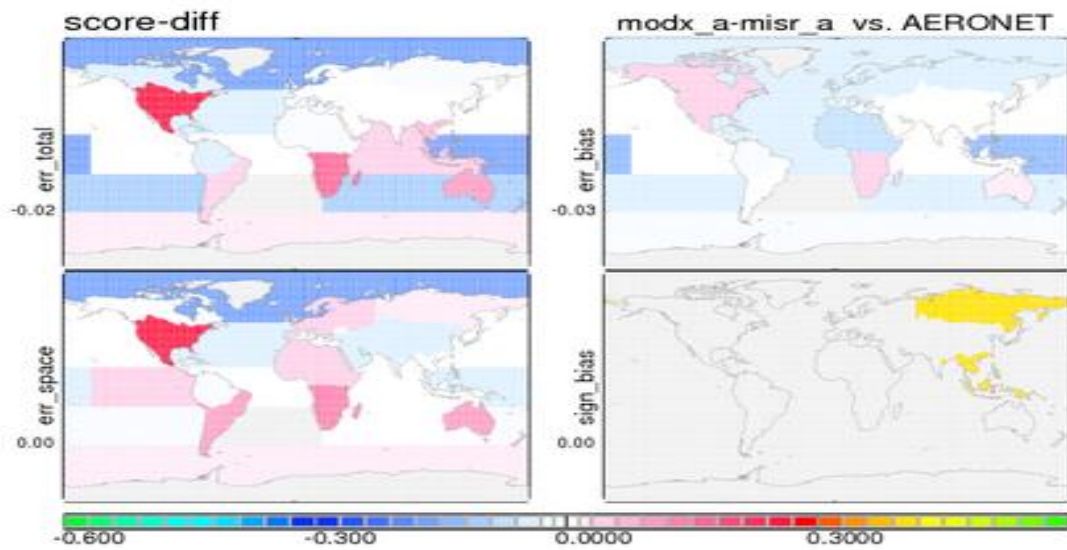 score-diff
modx_a-misr_a vs. AERONET
err_total
-0.02
err_bias
-0.03
err_space
0.00
sign_bias
0.00
-0.600 -0.300 0.0000 0.3000